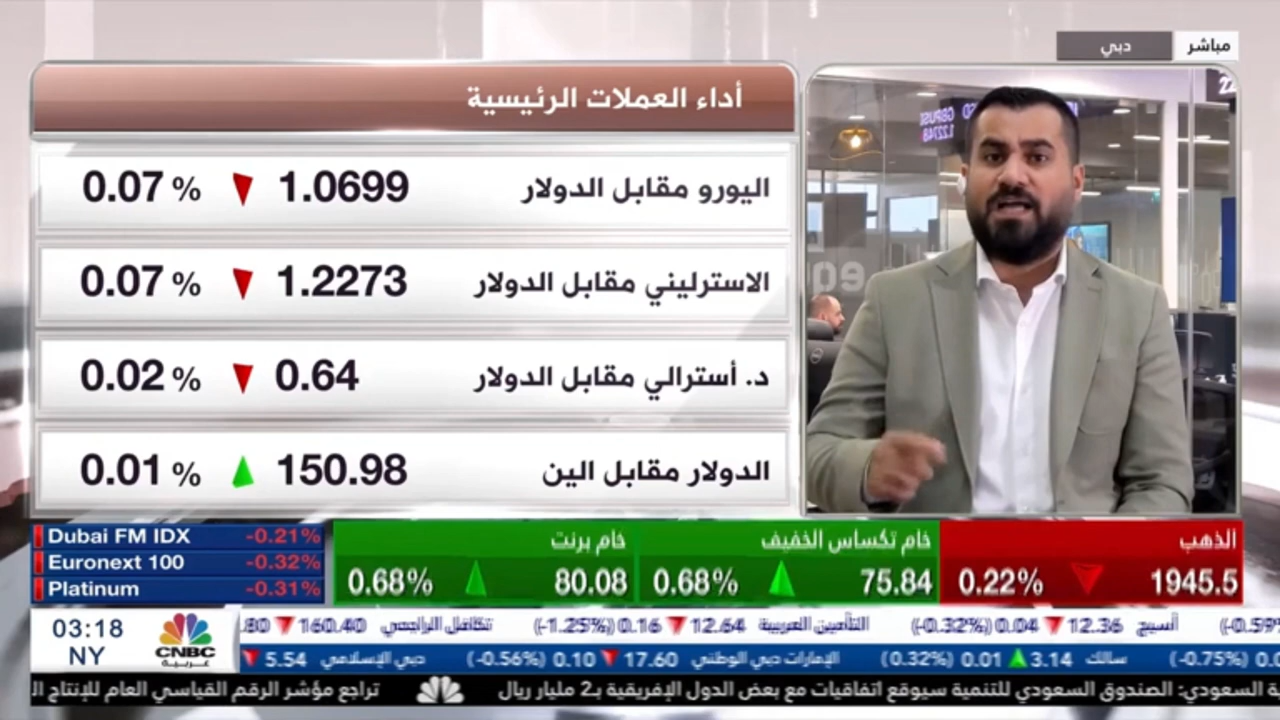 مباشر دبي
أداء العملات الرئيسية
اليورو مقابل الدولار 1.0699 0.07 %
الاسترليني مقابل الدولار 1.2273 0.07 %
د. أسترالي مقابل الدولار 0.64 0.02 %
الدولار مقابل الين 150.98 0.01 %
Dubai FM IDX -0.21%
Euronext 100 -0.32%
Platinum -0.31%
الذهب
1945.5 0.22%
خام تكساس الخفيف
75.84 0.68%
خام برنت
80.08 0.68%
03:18
NY
CNBC
عربية
أسيج 12.36 0.04 (-0.32%) التأمين العربية 12.64 0.16 (-1.25%) تكافل الراجحي 160.40
(-0.75%) سالك 3.14 0.01 (0.32%) الإمارات دبي الوطني 17.60 0.10 (-0.56%) دبي الإسلامي 5.54
السعودي: الصندوق السعودي للتنمية سيوقع اتفاقيات مع بعض الدول الإفريقية بـ2 مليار ريال
تراجع مؤشر الرقم القياسي العام للإنتاج